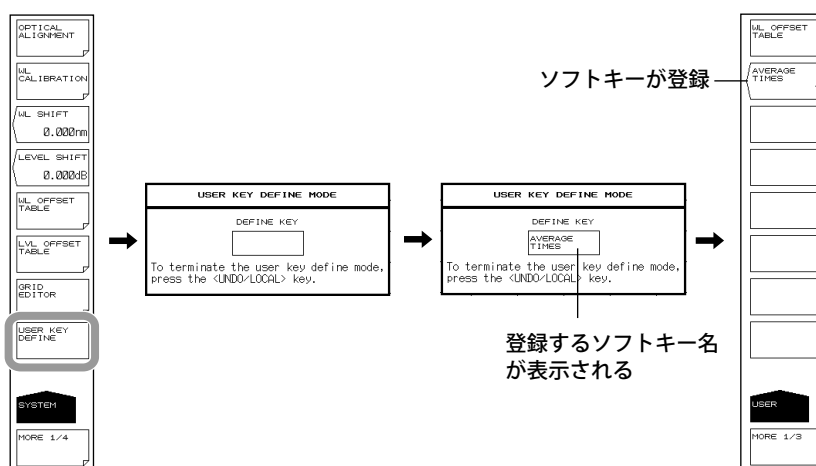 OPTICAL
ALIGNMENT
WL
CALIBRATION
WL SHIFT
0.000nm
LEVEL SHIFT
0.000dB
WL OFFSET
TABLE
LVL OFFSET
TABLE
GRID
EDITOR
USER KEY
DEFINE
SYSTEM
MORE 1/4
USER KEY DEFINE MODE
DEFINE KEY
To terminate the user key define mode,
press the <UNDO/LOCAL> key.
USER KEY DEFINE MODE
DEFINE KEY
AVERAGE
TIMES
To terminate the user key define mode,
press the <UNDO/LOCAL> key.
登録するソフトキー名
が表示される
ソフトキーが登録
WL OFFSET
TABLE
AVERAGE
TIMES
USER
MORE 1/3